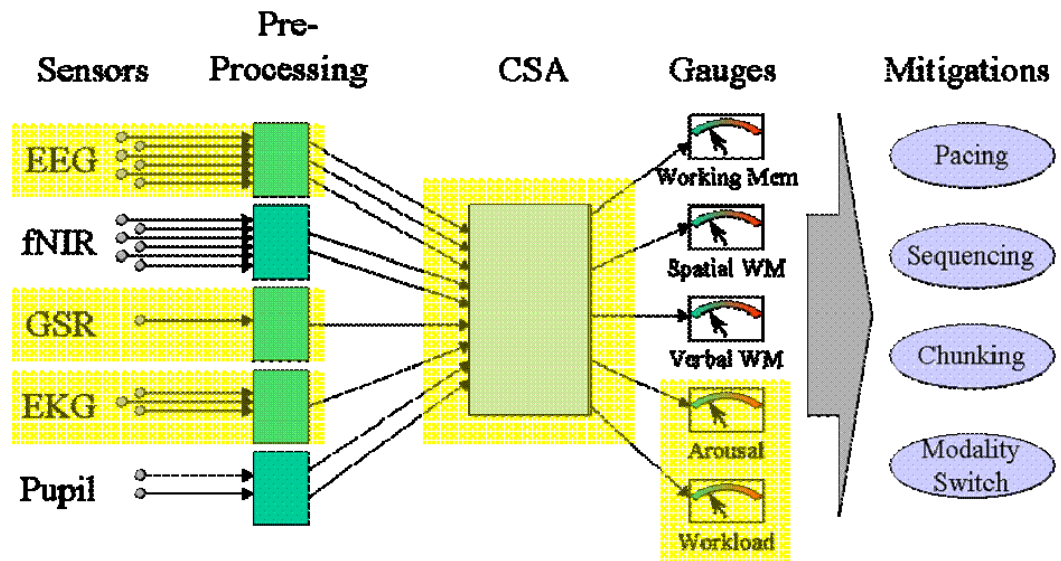 Sensors
Pre-
Processing
CSA
Gauges
Mitigations
EEG
fNIR
GSR
EKG
Pupil
Working Mem
Spatial WM
Verbal WM
Arousal
Workload
Pacing
Sequencing
Chunking
Modality
Switch